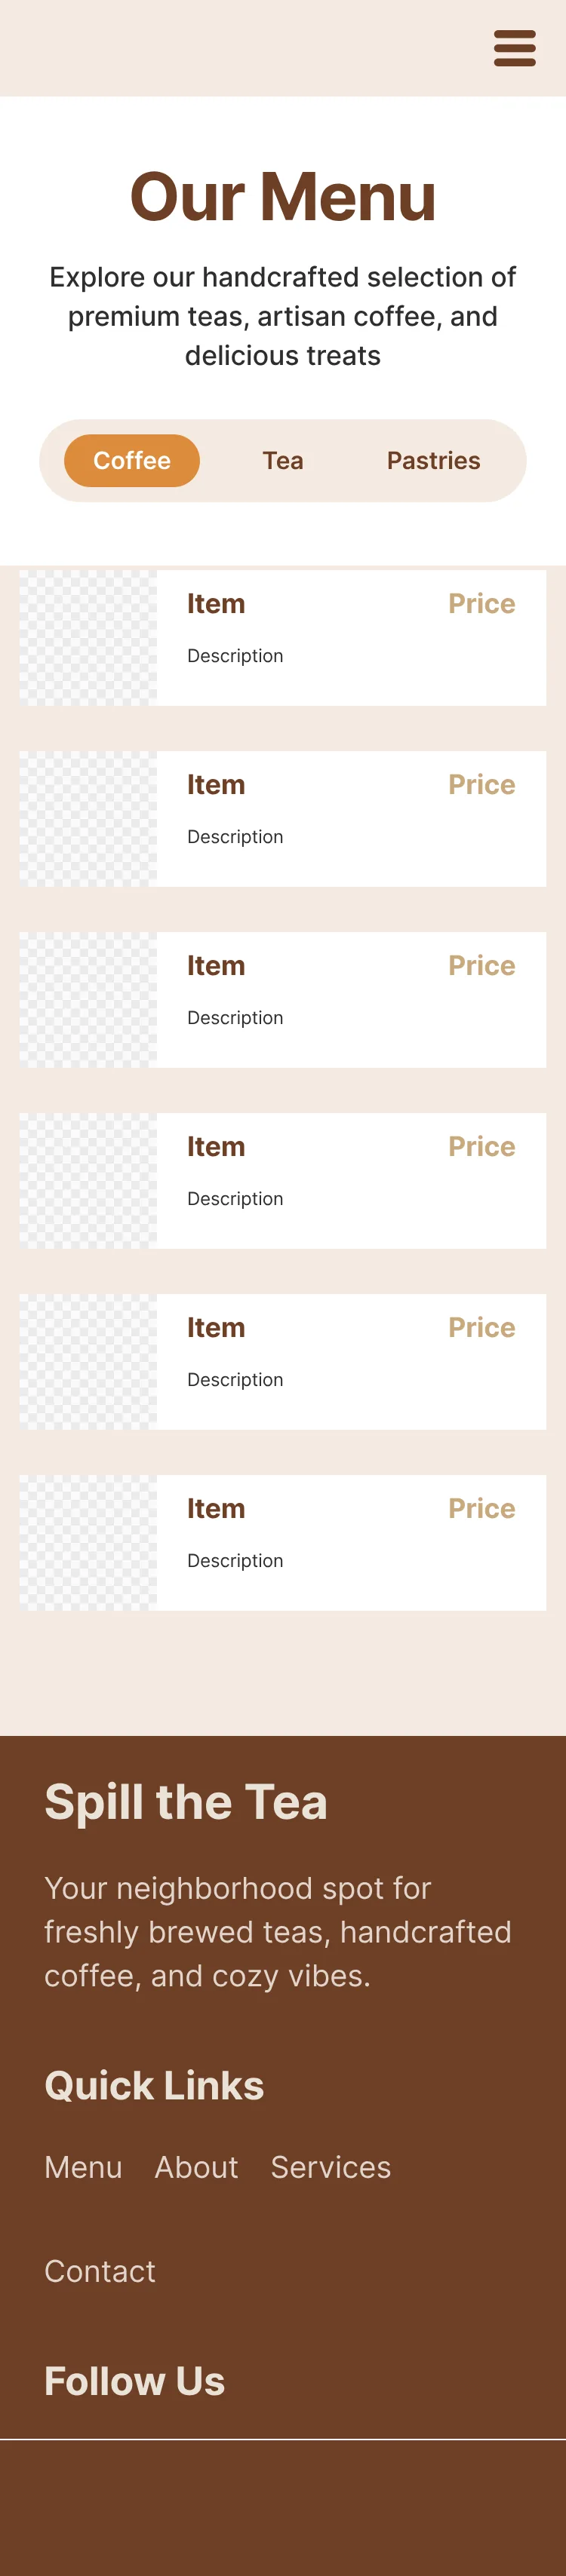 Our Menu
Explore our handcrafted selection of
premium teas, artisan coffee, and
delicious treats
Coffee Tea Pastries
Item Price
Description
Item Price
Description
Item Price
Description
Item Price
Description
Item Price
Description
Item Price
Description
Spill the Tea
Your neighborhood spot for
freshly brewed teas, handcrafted
coffee, and cozy vibes.
Quick Links
Menu About Services
Contact
Follow Us